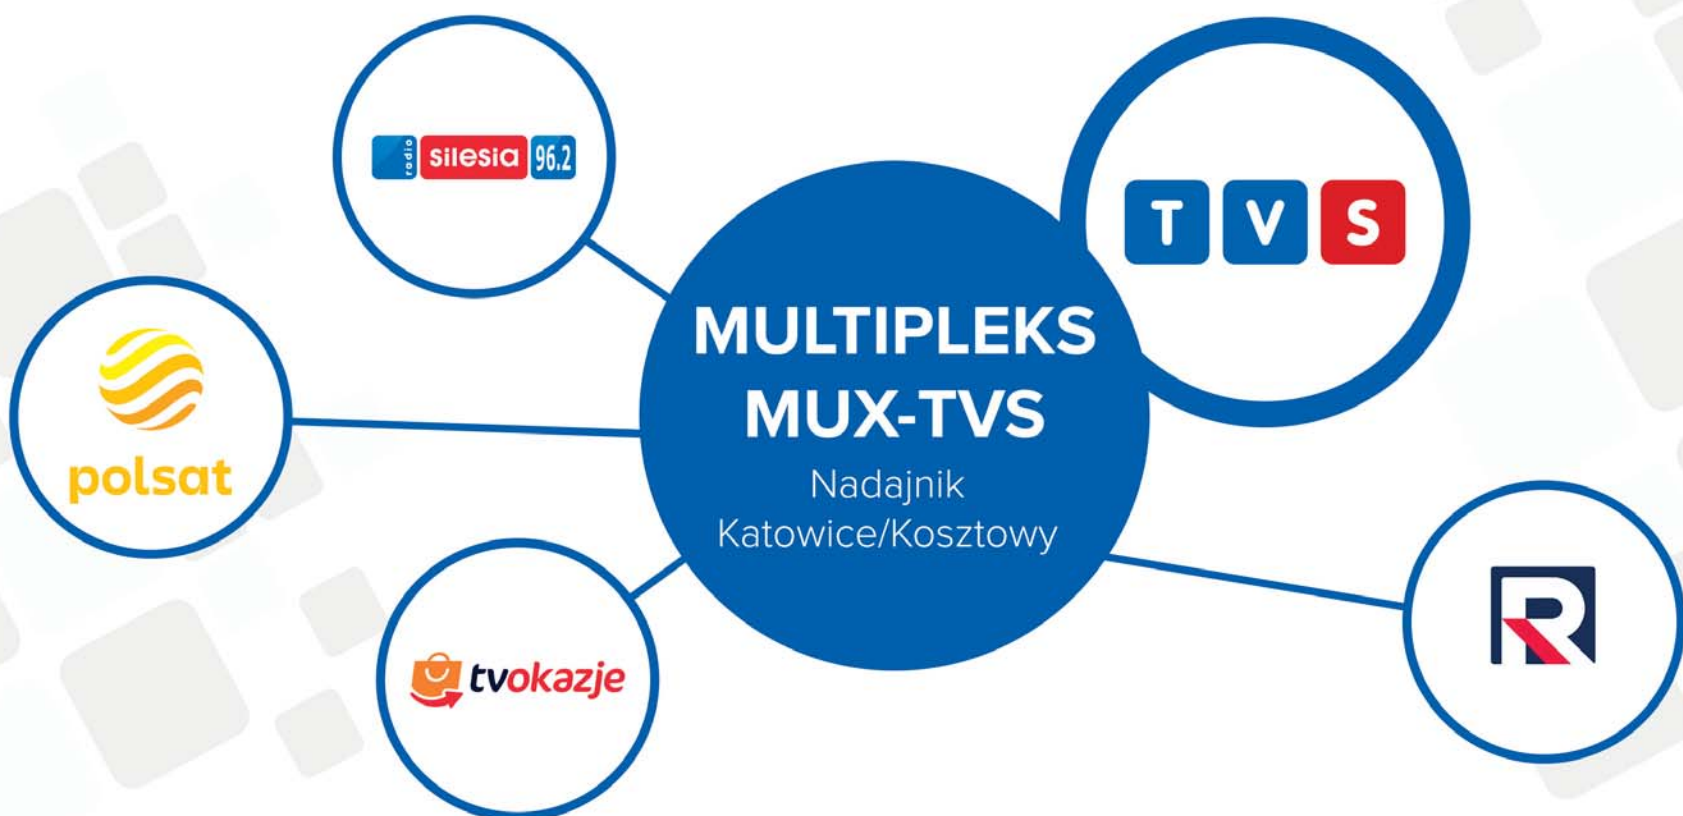 radio silesia 96.2
TVS
MULTIPLEKS
MUX-TVS
Nadajnik
Katowice/Kosztowy
polsat
tvokazje
R